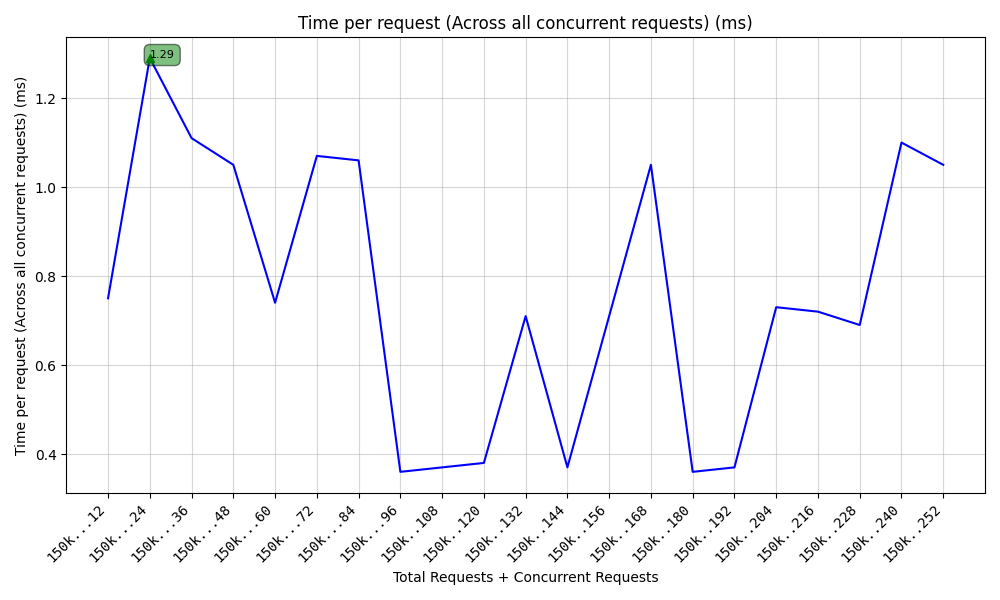 Time per request (Across all concurrent requests) (ms)
1.29
Time per request (Across all concurrent requests) (ms)
1.2
1.0
0.8
0.6
0.4
150k...12
150k...24
150k...36
150k...48
150k...60
150k...72
150k...84
150k...96
150k..108
150k..120
150k..132
150k..144
150k..156
150k..168
150k..180
150k..192
150k..204
150k..216
150k..228
150k..240
150k..252
Total Requests + Concurrent Requests